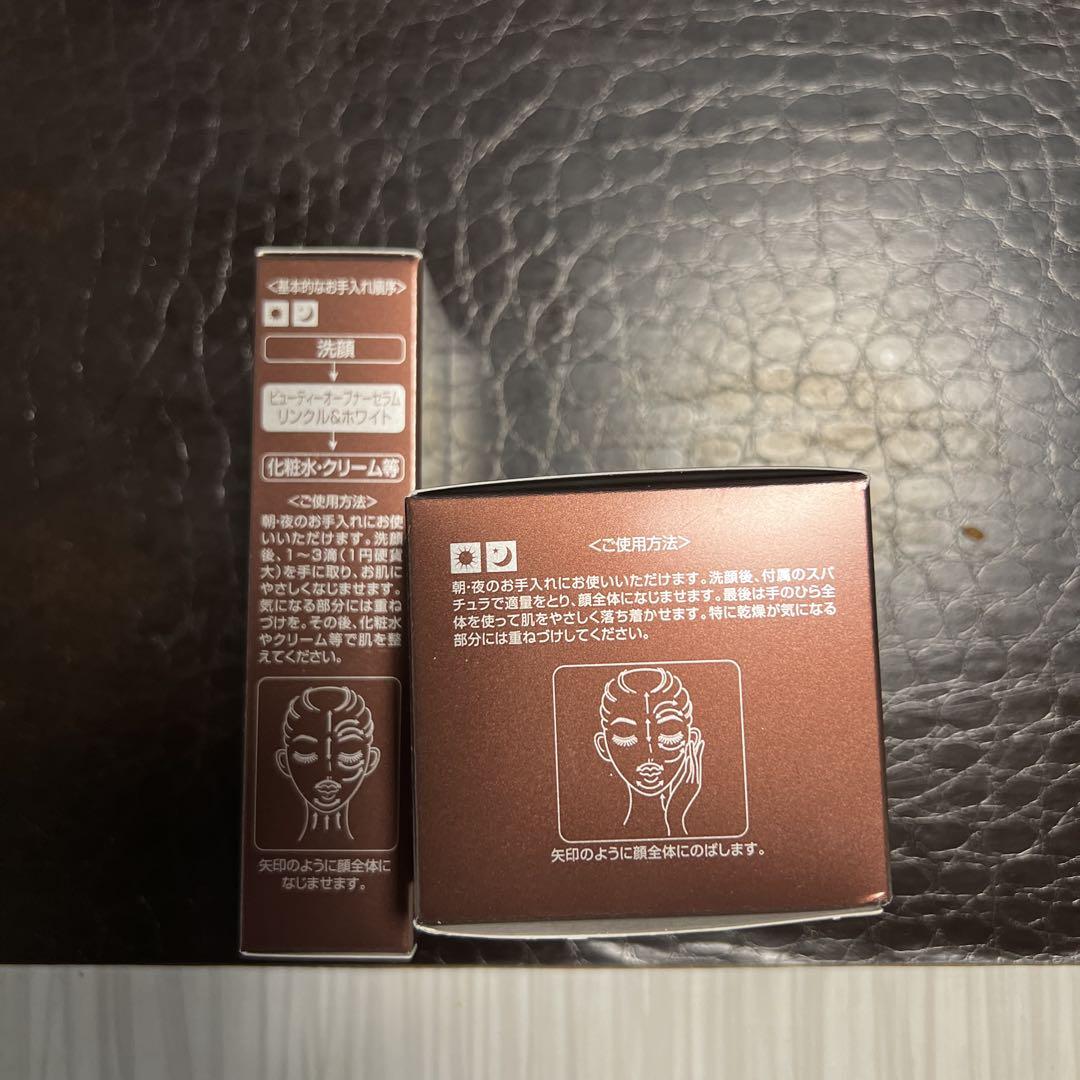 <基本的なお手入れ順序>
洗顔
ビューティーオープナーセラム
リンクル&ホワイト
化粧水・クリーム等
<ご使用方法>
朝・夜のお手入れにお使
いいただけます。洗顔
後、1~3滴(1円硬貨
大)を手に取り、お肌に
やさしくなじませます。
気になる部分には重ね
づけを。その後、化粧水
やクリーム等で肌を整
えてください。
矢印のように顔全体に
なじませます。
<ご使用方法>
朝・夜のお手入れにお使いいただけます。洗顔後、付属のスパ
チュラで適量をとり、顔全体になじませます。最後は手のひら全
体を使って肌をやさしく落ち着かせます。特に乾燥が気になる
部分には重ねづけしてください。
矢印のように顔全体にのばします。